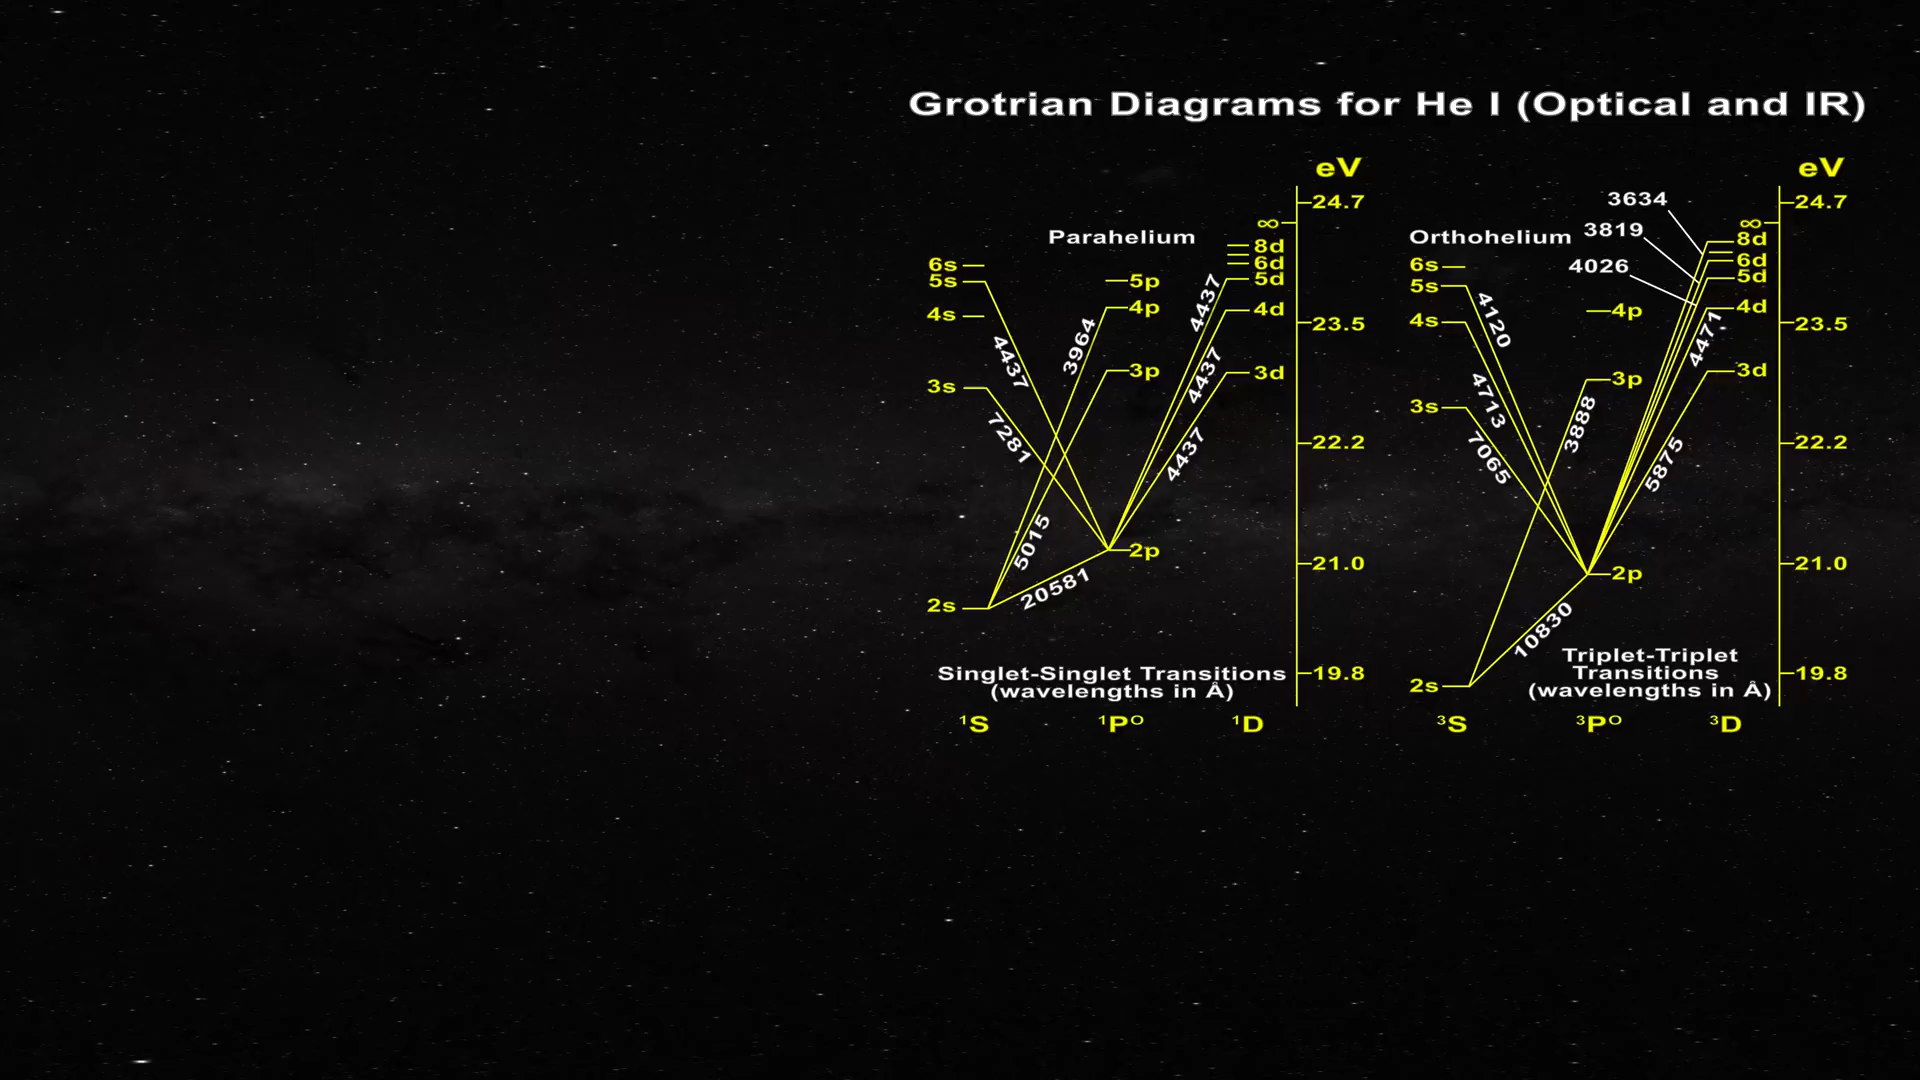 Grotrian Diagrams for He I (Optical and IR)
eV
24.7
∞
Parahelium
8d
6s
6d
5s
5p
5d
4s
4p
4d
23.5
4437
3964
4437
3s
3p
3d
4437
7281
4437
22.2
5015
2p
21.0
20581
2s
Singlet-Singlet Transitions
(wavelengths in Å)
19.8
¹S
¹Pᴼ
¹D
eV
24.7
3634
∞
3819
Orthohelium
8d
4026
6s
6d
5s
5d
4120
4s
4p
4d
23.5
4471
3s
3p
3d
4713
3888
7065
5875
22.2
2p
21.0
10830
2s
Triplet-Triplet
Transitions
(wavelengths in Å)
19.8
³S
³Pᴼ
³D